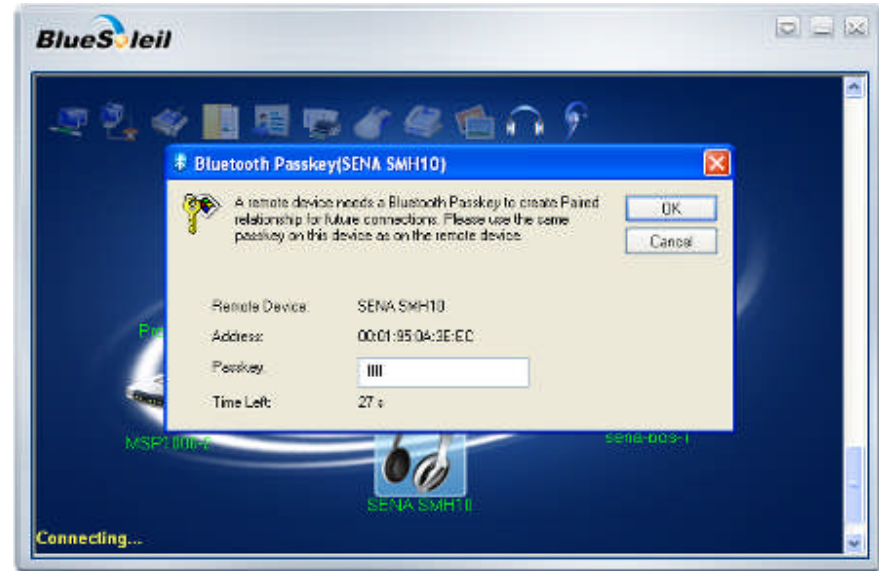 BlueSoleil
Bluetooth Passkey(SENA SMH10)
A remote device needs a Bluetooth Passkey to create Paired
relationship for future connections. Please use the same
passkey on this device as on the remote device.
OK
Cancel
Remote Device: SENA SMH10
Address: 00:01:95:0A:3E:EC
Passkey:
Time Left: 27 s
MSP1000-2
sena-bds-1
SENA SMH10
Connecting...